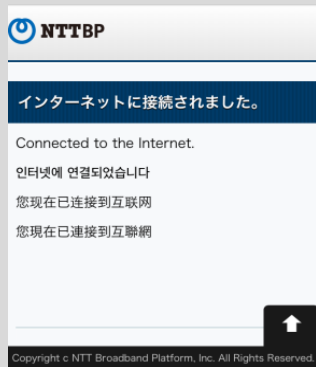 NTTBP
インターネットに接続されました。
Connected to the Internet.
인터넷에 연결되었습니다
您现在已连接到互联网
您現在已連接到互聯網
Copyright c NTT Broadband Platform, Inc. All Rights Reserved.